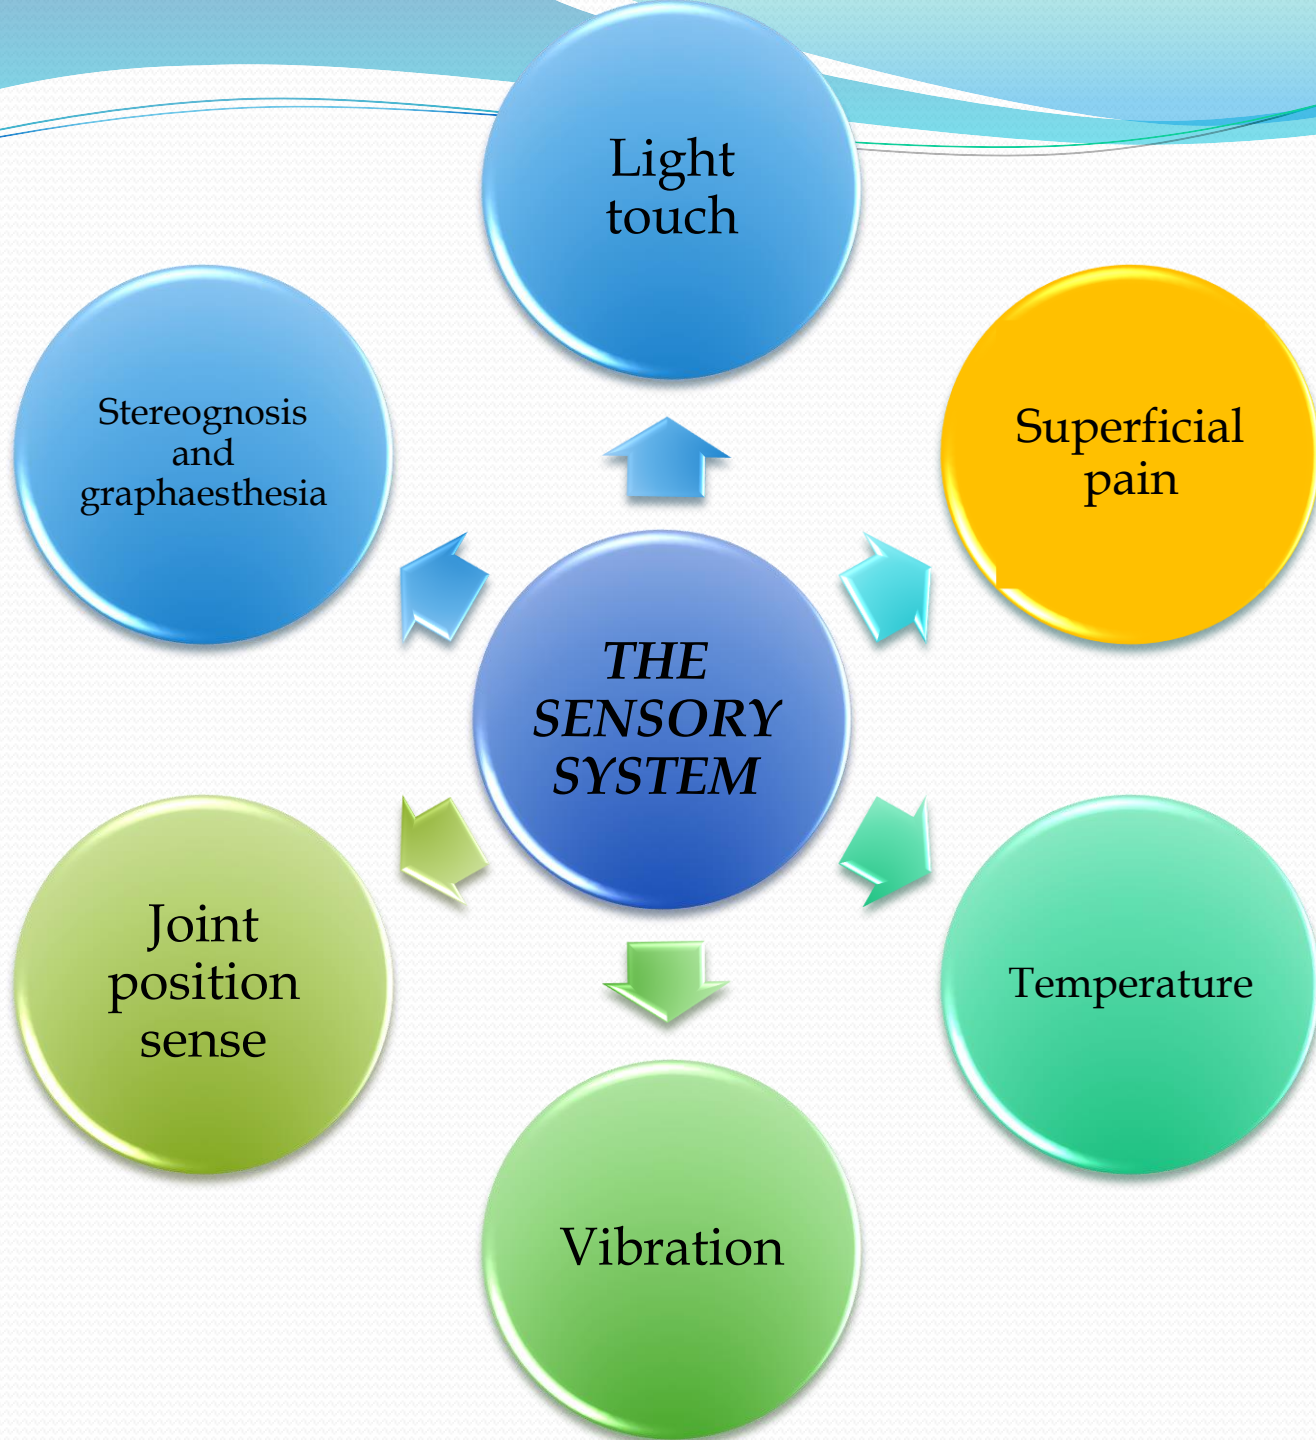 Light
touch
Superficial
pain
Temperature
Vibration
Joint
position
sense
Stereognosis
and
graphaesthesia
THE
SENSORY
SYSTEM